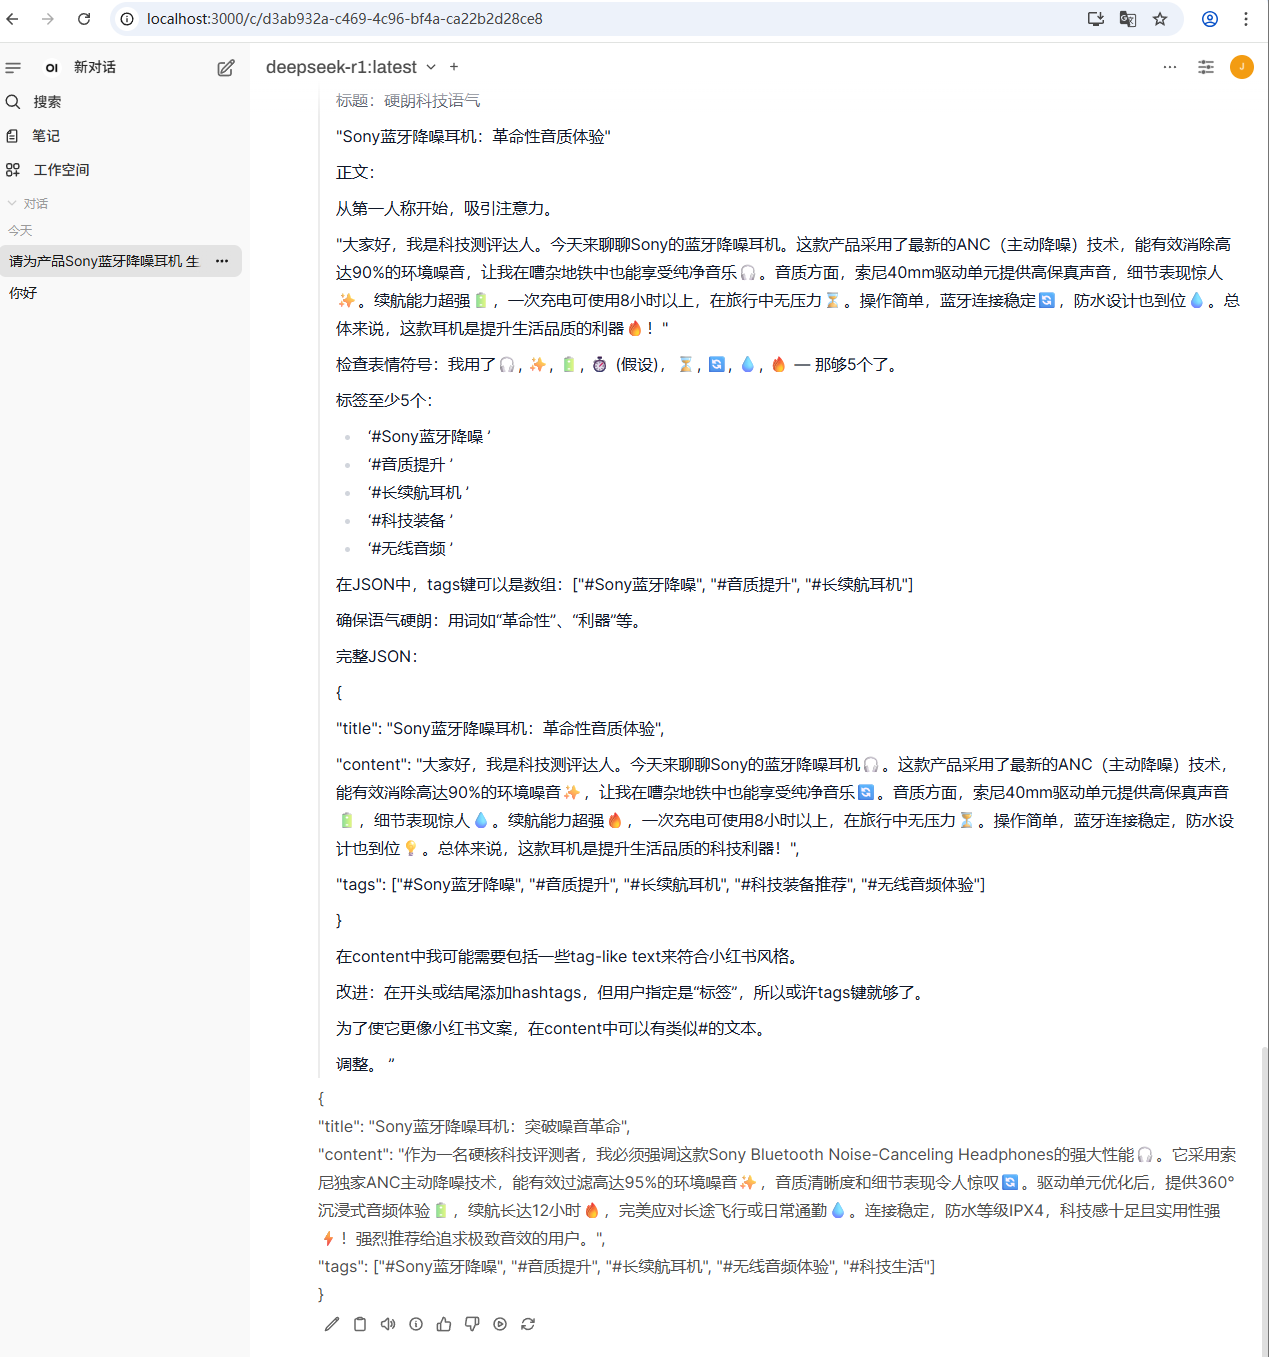 localhost:3000/c/d3ab932a-c469-4c96-bf4a-ca22b2d28ce8
OI 新对话
搜索
笔记
工作空间
对话
今天
请为产品Sony蓝牙降噪耳机 生
你好
deepseek-r1:latest
J
标题：硬朗科技语气
"Sony蓝牙降噪耳机：革命性音质体验"
正文：
从第一人称开始，吸引注意力。
"大家好，我是科技测评达人。今天来聊聊Sony的蓝牙降噪耳机。这款产品采用了最新的ANC（主动降噪）技术，能有效消除高
达90%的环境噪音，让我在嘈杂地铁中也能享受纯净音乐🎧。音质方面，索尼40mm驱动单元提供高保真声音，细节表现惊人
✨。续航能力超强🔋，一次充电可使用8小时以上，在旅行中无压力⏳。操作简单，蓝牙连接稳定🔄，防水设计也到位💧。总
体来说，这款耳机是提升生活品质的利器🔥！"
检查表情符号：我用了🎧, ✨, 🔋, ⏱️ (假设)，⏳, 🔄, 💧, 🔥 — 那够5个了。
标签至少5个：
‘#Sony蓝牙降噪 ’
‘#音质提升 ’
‘#长续航耳机 ’
‘#科技装备 ’
‘#无线音频 ’
在JSON中，tags键可以是数组：["#Sony蓝牙降噪", "#音质提升", "#长续航耳机"]
确保语气硬朗：用词如“革命性”、“利器”等。
完整JSON：
{
"title": "Sony蓝牙降噪耳机：革命性音质体验",
"content": "大家好，我是科技测评达人。今天来聊聊Sony的蓝牙降噪耳机🎧。这款产品采用了最新的ANC（主动降噪）技术，
能有效消除高达90%的环境噪音✨，让我在嘈杂地铁中也能享受纯净音乐🔄。音质方面，索尼40mm驱动单元提供高保真声音
🔋，细节表现惊人💧。续航能力超强🔥，一次充电可使用8小时以上，在旅行中无压力⏳。操作简单，蓝牙连接稳定，防水设
计也到位💡。总体来说，这款耳机是提升生活品质的科技利器！",
"tags": ["#Sony蓝牙降噪", "#音质提升", "#长续航耳机", "#科技装备推荐", "#无线音频体验"]
}
在content中我可能需要包括一些tag-like text来符合小红书风格。
改进：在开头或结尾添加hashtags，但用户指定是“标签”，所以或许tags键就够了。
为了使它更像小红书文案，在content中可以有类似#的文本。
调整。 ”
{
"title": "Sony蓝牙降噪耳机：突破噪音革命",
"content": "作为一名硬核科技评测者，我必须强调这款Sony Bluetooth Noise-Canceling Headphones的强大性能🎧。它采用索
尼独家ANC主动降噪技术，能有效过滤高达95%的环境噪音✨，音质清晰度和细节表现令人惊叹🔄。驱动单元优化后，提供360°
沉浸式音频体验🔋，续航长达12小时🔥，完美应对长途飞行或日常通勤💧。连接稳定，防水等级IPX4，科技感十足且实用性强
⚡！强烈推荐给追求极致音效的用户。",
"tags": ["#Sony蓝牙降噪", "#音质提升", "#长续航耳机", "#无线音频体验", "#科技生活"]
}